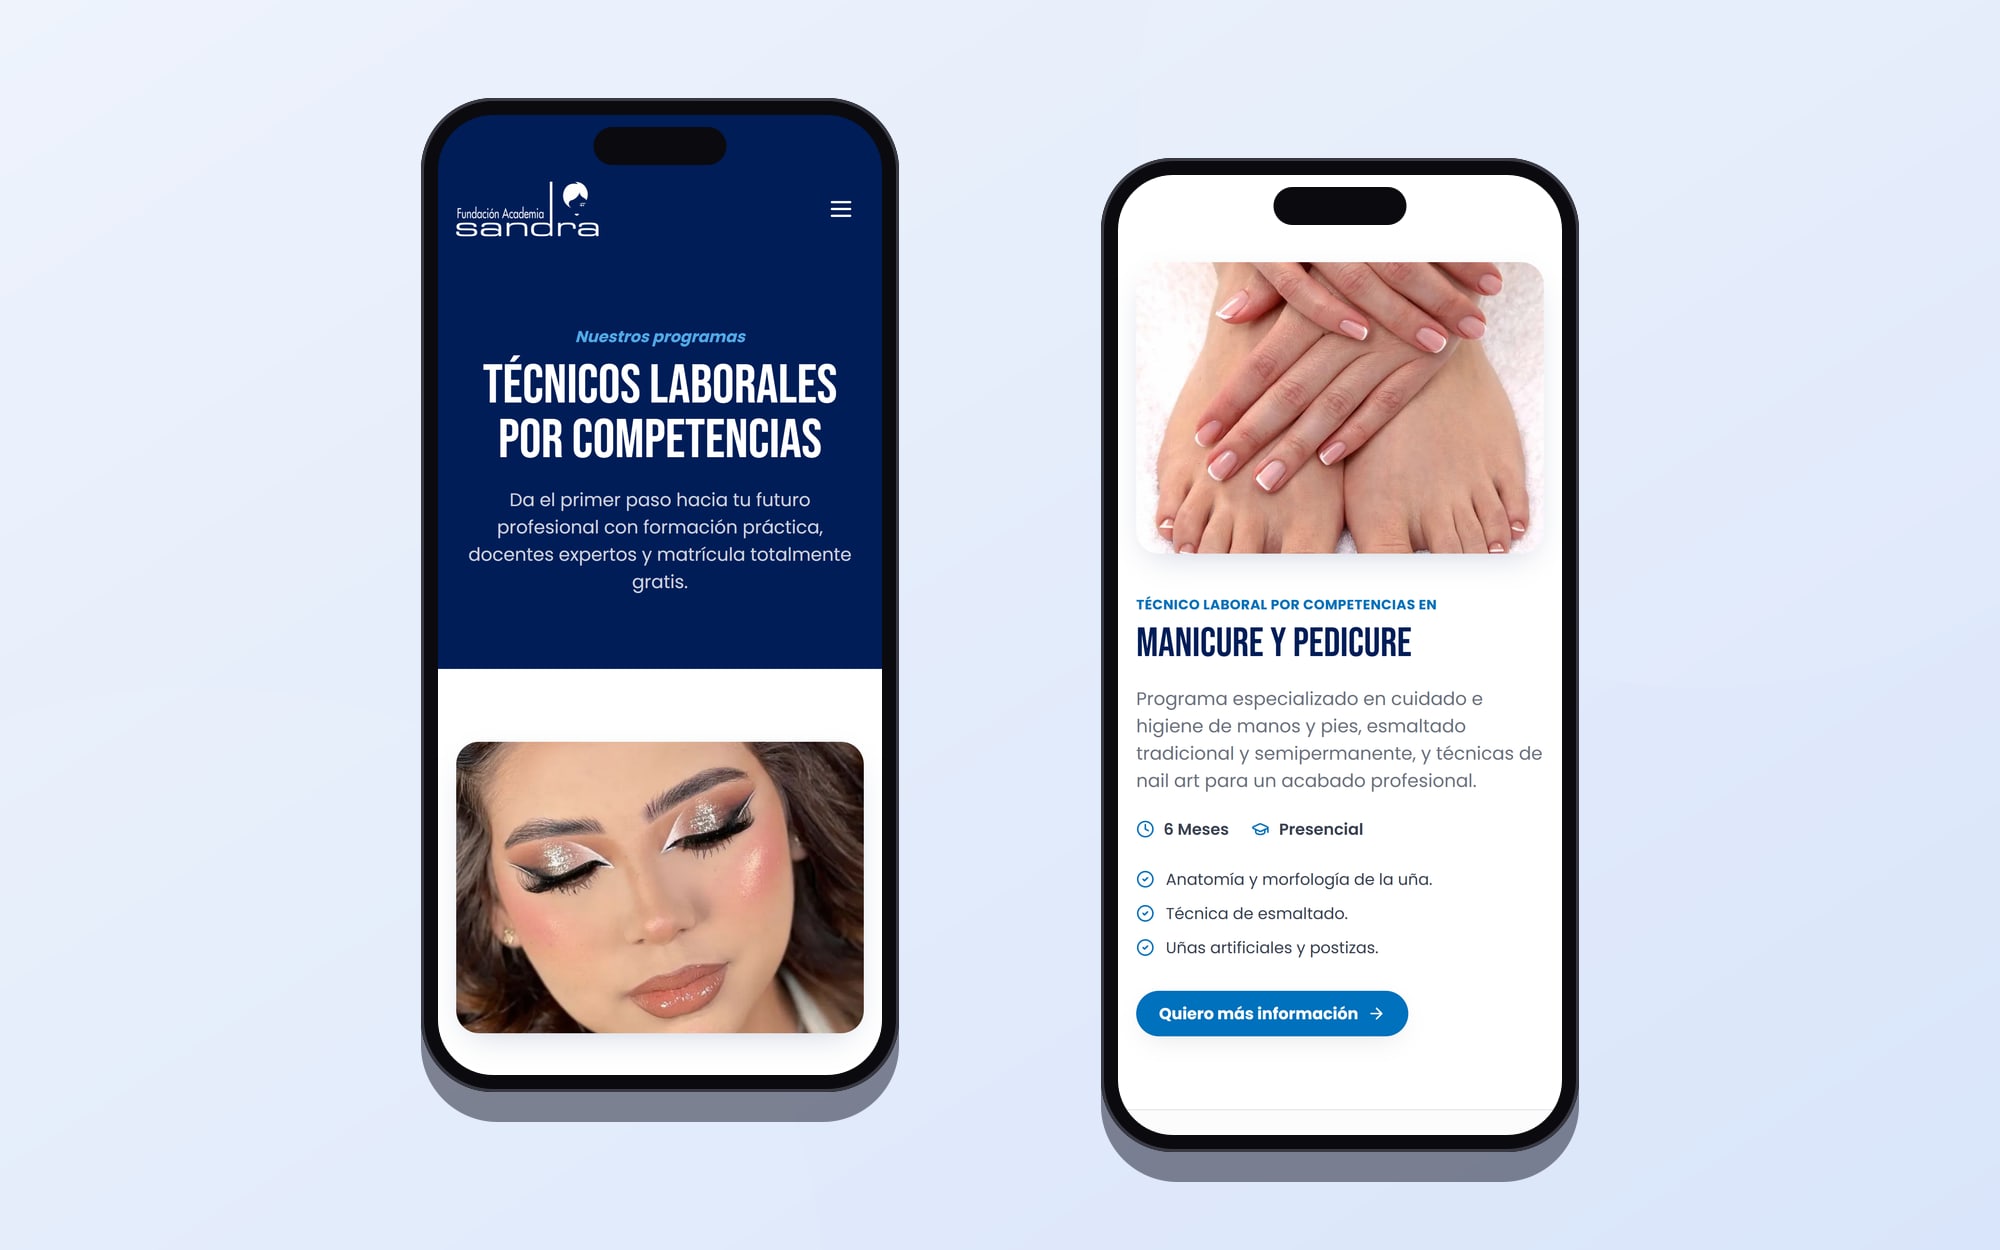 Fundación Academia
sandra
Nuestros programas
TÉCNICOS LABORALES
POR COMPETENCIAS
Da el primer paso hacia tu futuro
profesional con formación práctica,
docentes expertos y matrícula totalmente
gratis.
TÉCNICO LABORAL POR COMPETENCIAS EN
MANICURE Y PEDICURE
Programa especializado en cuidado e
higiene de manos y pies, esmaltado
tradicional y semipermanente, y técnicas de
nail art para un acabado profesional.
6 Meses Presencial
Anatomía y morfología de la uña.
Técnica de esmaltado.
Uñas artificiales y postizas.
Quiero más información